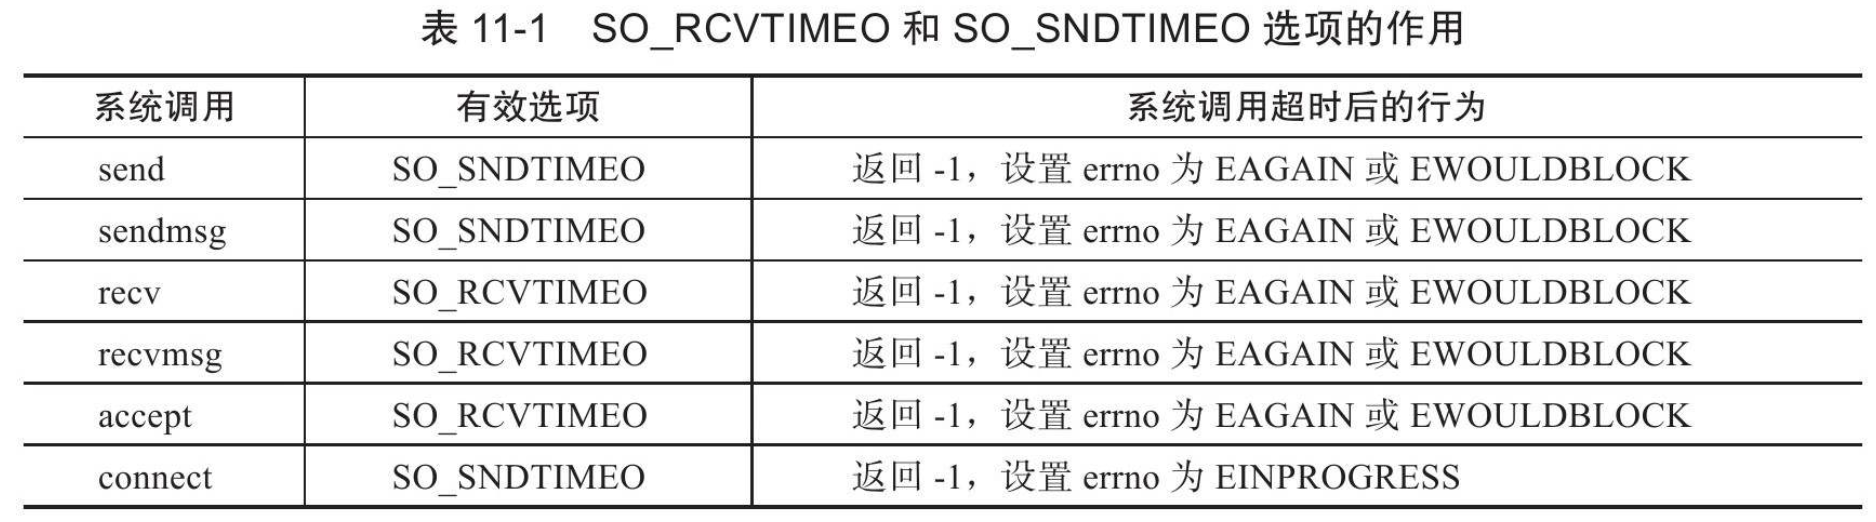 表 11-1 SO_RCVTIMEO 和 SO_SNDTIMEO 选项的作用
系统调用 有效选项 系统调用超时后的行为
send SO_SNDTIMEO 返回 -1，设置 errno 为 EAGAIN 或 EWOULDBLOCK
sendmsg SO_SNDTIMEO 返回 -1，设置 errno 为 EAGAIN 或 EWOULDBLOCK
recv SO_RCVTIMEO 返回 -1，设置 errno 为 EAGAIN 或 EWOULDBLOCK
recvmsg SO_RCVTIMEO 返回 -1，设置 errno 为 EAGAIN 或 EWOULDBLOCK
accept SO_RCVTIMEO 返回 -1，设置 errno 为 EAGAIN 或 EWOULDBLOCK
connect SO_SNDTIMEO 返回 -1，设置 errno 为 EINPROGRESS